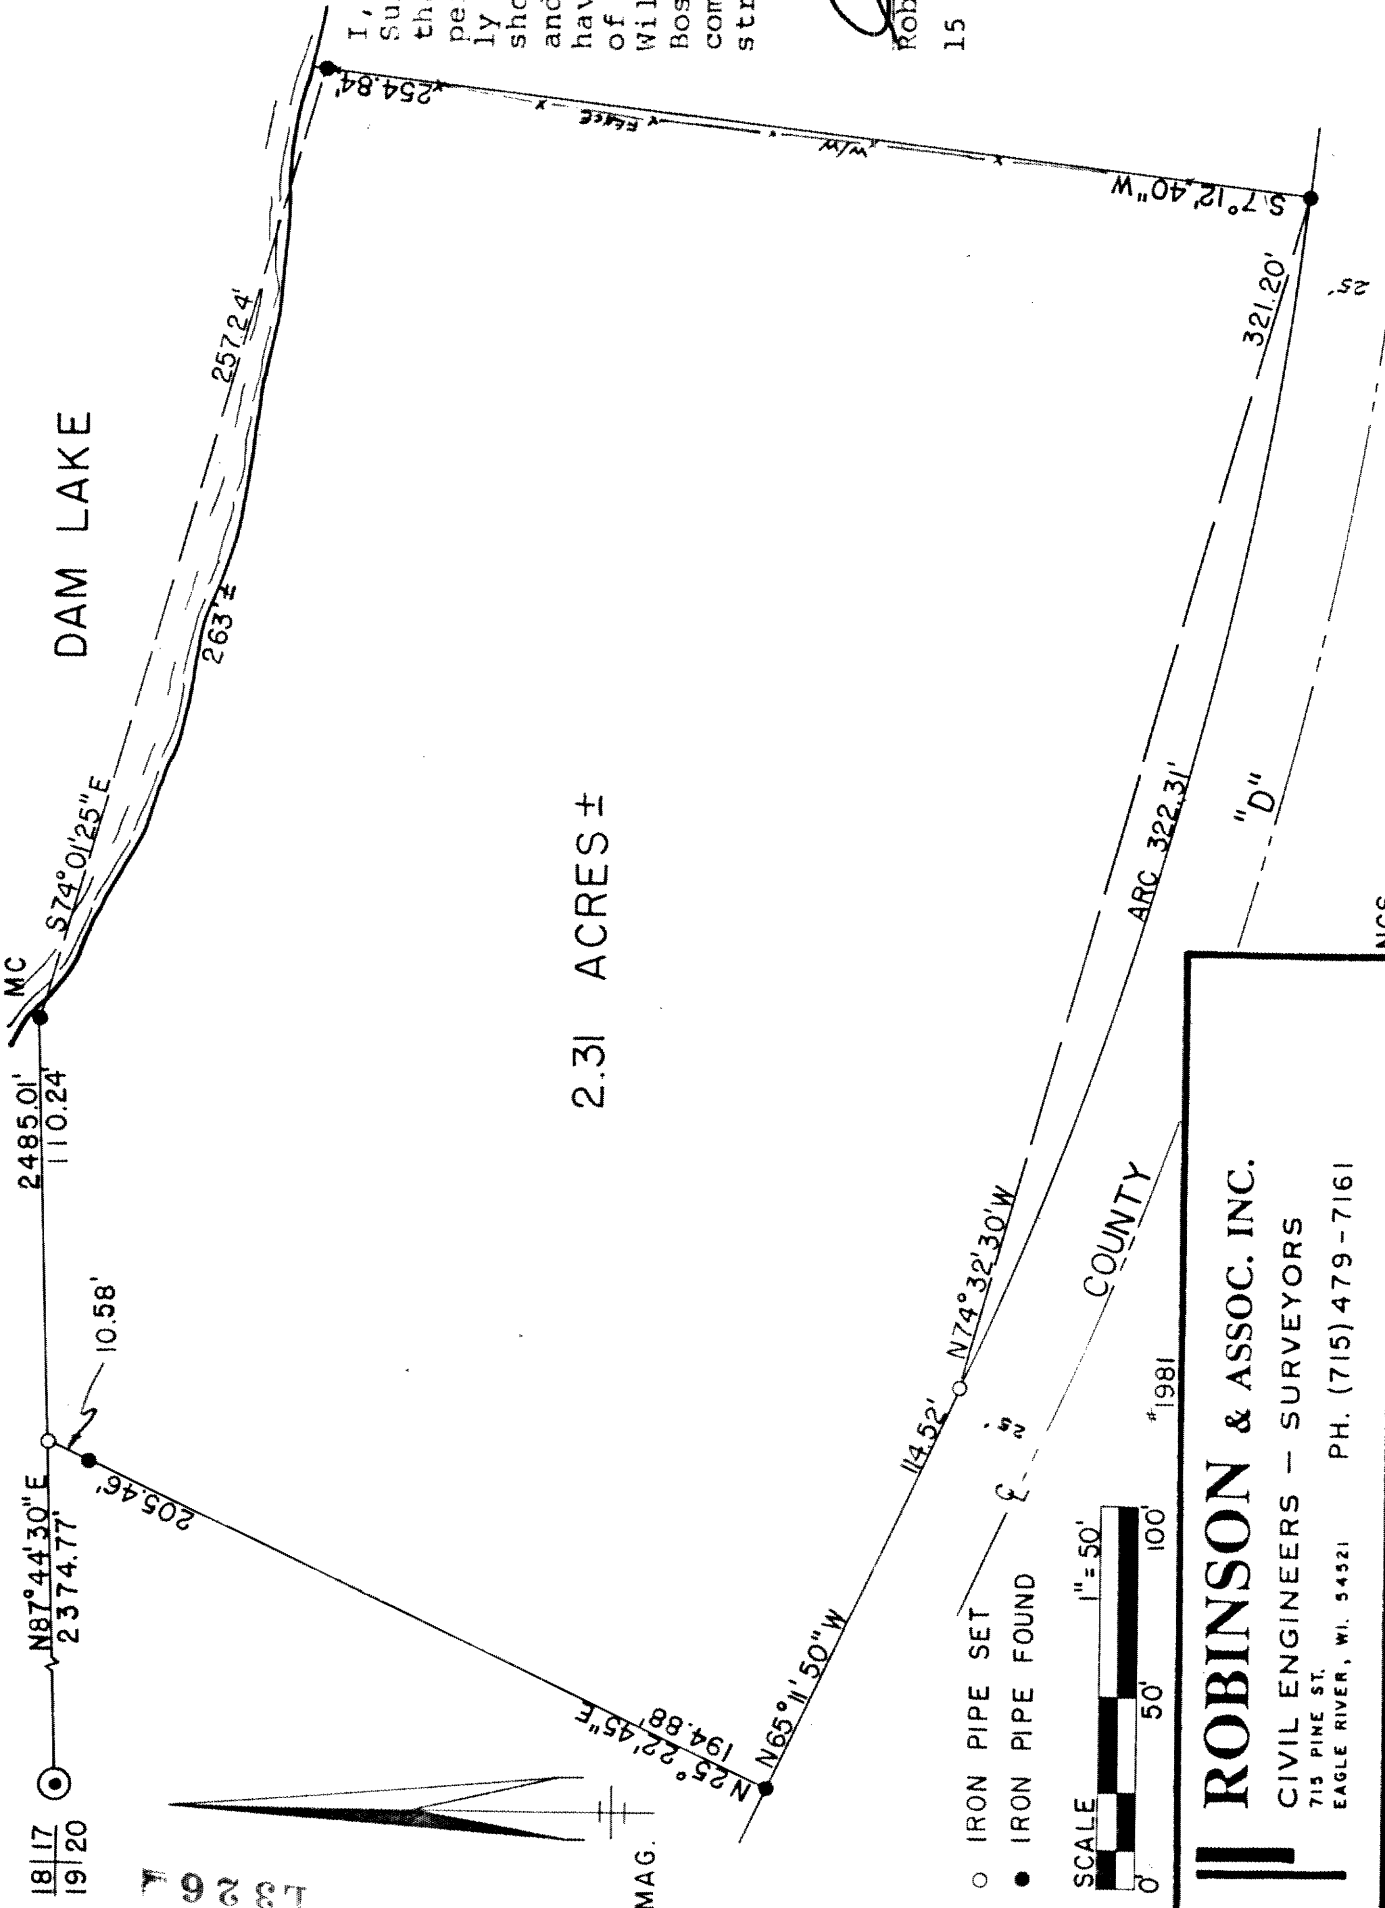 DAM LAKE
18|17
19|20
N87°44'30"E
2374.77'
2485.01'
110.24'
MC
S74°01'25"E
257.24'
263'±
10.58'
205.46'
N25°22'45"E
194.88'
2.31 ACRES±
254.84'
FENCE
W/W
S7°12'40"W
I,
Su
th
pe
ly
sho
and
hav
of
Wil
Bos
com
str
Rob
15
N65°11'50"W
114.52'
N74°32'30'W
321.20'
ARC 322.31'
25'
25'
COUNTY
"D"
MAG.
1326
○ IRON PIPE SET
● IRON PIPE FOUND
SCALE 1"=50'
0' 50' 100'
#1981
ROBINSON & ASSOC. INC.
CIVIL ENGINEERS – SURVEYORS
715 PINE ST.
EAGLE RIVER, WI. 54521 PH. (715) 479-7161